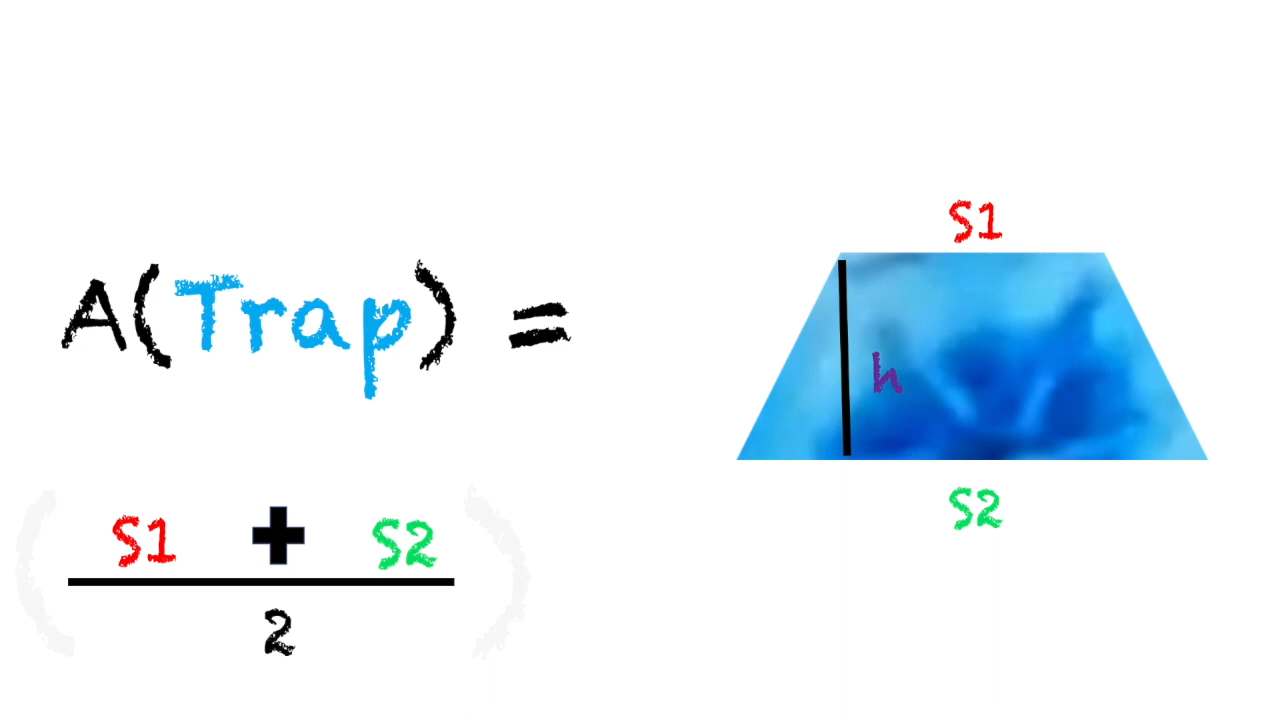 A(Trap) =
( S1 + S2 )
2
S1
h
S2